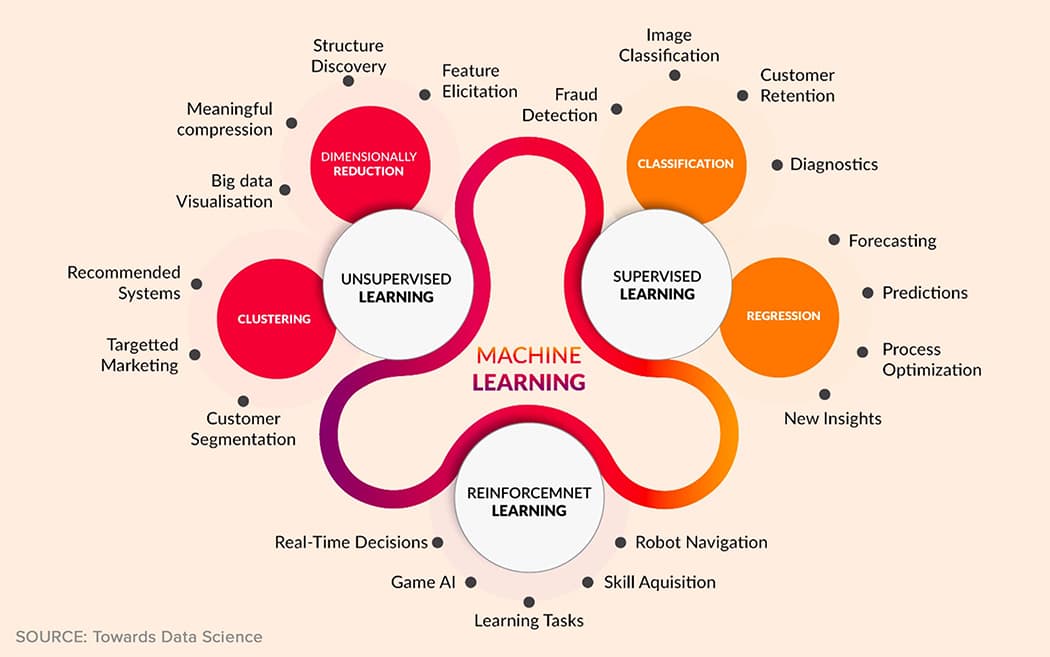 Structure
Discovery
Feature
Elicitation
Meaningful
compression
Big data
Visualisation
DIMENSIONALLY
REDUCTION
UNSUPERVISED
LEARNING
CLUSTERING
Recommended
Systems
Targetted
Marketing
Customer
Segmentation
Image
Classification
Fraud
Detection
Customer
Retention
Diagnostics
CLASSIFICATION
SUPERVISED
LEARNING
REGRESSION
Forecasting
Predictions
Process
Optimization
New Insights
MACHINE
LEARNING
REINFORCEMNET
LEARNING
Real-Time Decisions
Game AI
Learning Tasks
Skill Aquisition
Robot Navigation
SOURCE: Towards Data Science